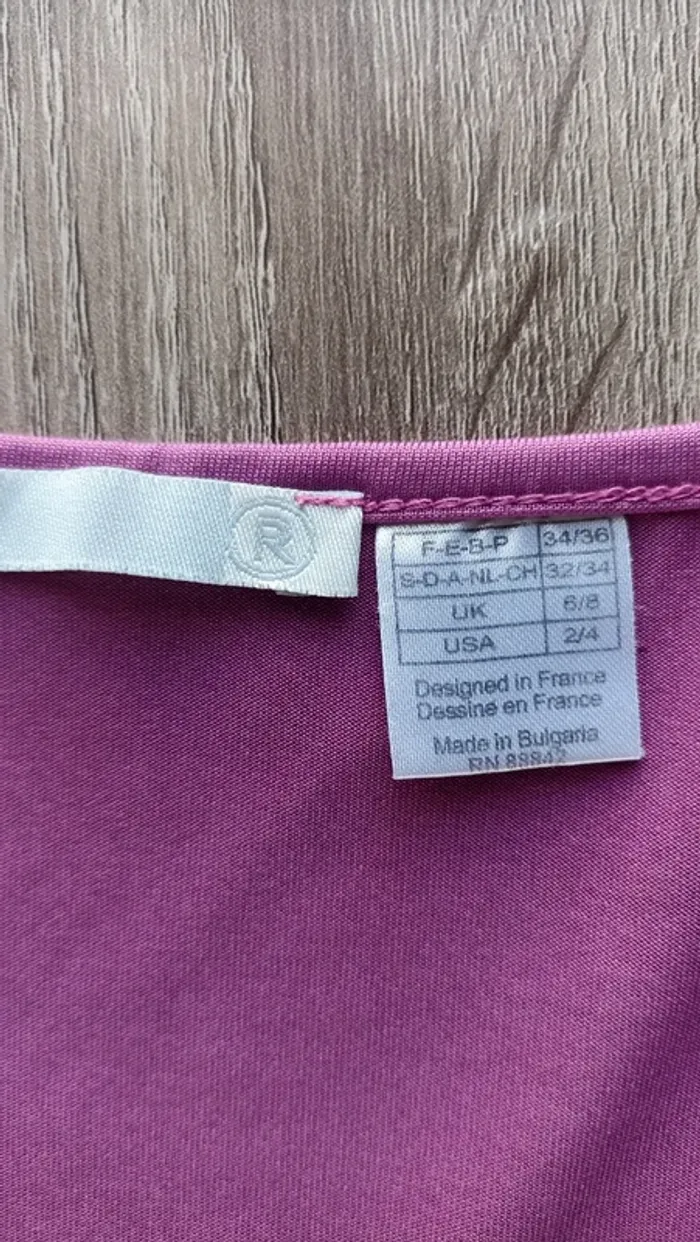 R
F-E-B-P 34/36
S-D-A-NL-CH 32/34
UK 6/8
USA 2/4
Designed in France
Dessine en France
Made in Bulgaria
RN 88842